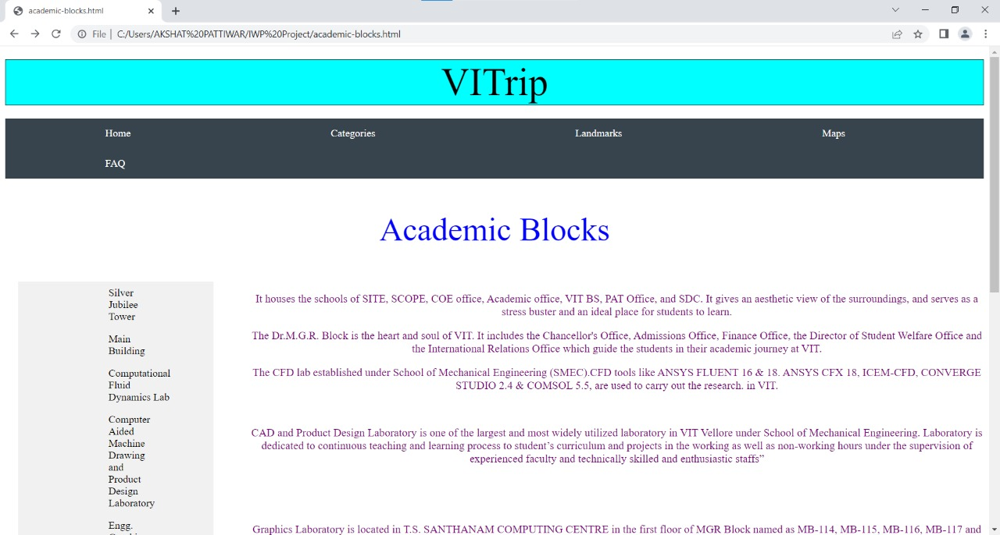 academic-blocks.html
File | C:/Users/AKSHAT%20PATTIWAR/IWP%20Project/academic-blocks.html
VITrip
Home Categories Landmarks Maps
FAQ
Academic Blocks
Silver
Jubilee
Tower
Main
Building
Computational
Fluid
Dynamics Lab
Computer
Aided
Machine
Drawing
and
Product
Design
Laboratory
Engg.
It houses the schools of SITE, SCOPE, COE office, Academic office, VIT BS, PAT Office, and SDC. It gives an aesthetic view of the surroundings, and serves as a
stress buster and an ideal place for students to learn.
The Dr.M.G.R. Block is the heart and soul of VIT. It includes the Chancellor's Office, Admissions Office, Finance Office, the Director of Student Welfare Office and
the International Relations Office which guide the students in their academic journey at VIT.
The CFD lab established under School of Mechanical Engineering (SMEC).CFD tools like ANSYS FLUENT 16 & 18. ANSYS CFX 18, ICEM-CFD, CONVERGE
STUDIO 2.4 & COMSOL 5.5, are used to carry out the research. in VIT.
CAD and Product Design Laboratory is one of the largest and most widely utilized laboratory in VIT Vellore under School of Mechanical Engineering. Laboratory is
dedicated to continuous teaching and learning process to student’s curriculum and projects in the working as well as non-working hours under the supervision of
experienced faculty and technically skilled and enthusiastic staffs”
Graphics Laboratory is located in T.S. SANTHANAM COMPUTING CENTRE in the first floor of MGR Block named as MB-114, MB-115, MB-116, MB-117 and